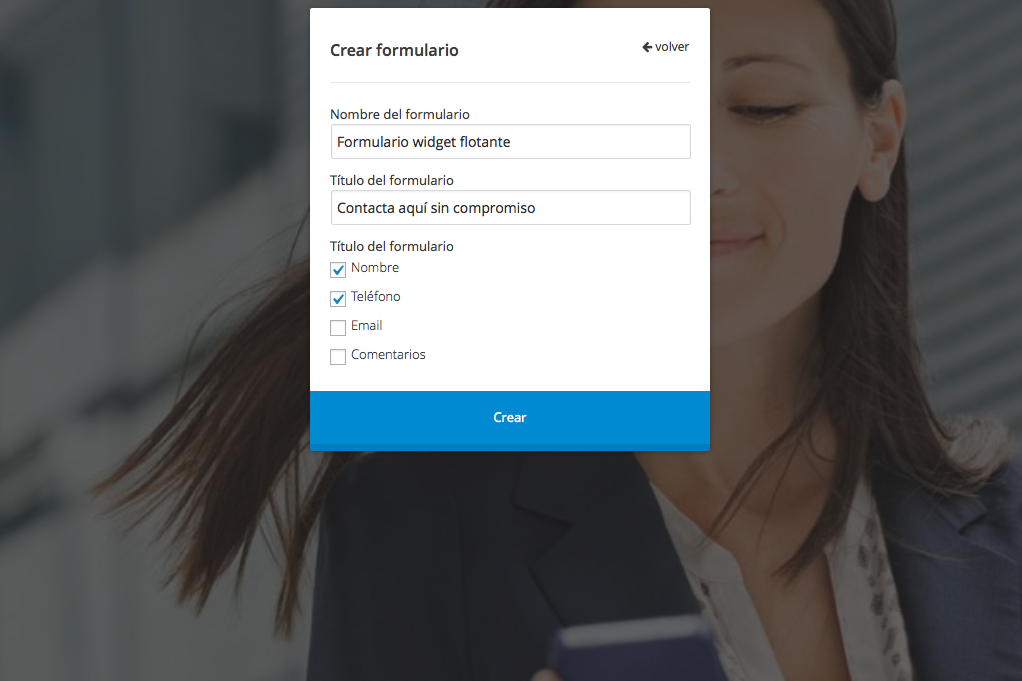 Crear formulario
volver
Nombre del formulario
Formulario widget flotante
Título del formulario
Contacta aquí sin compromiso
Título del formulario
Nombre
Teléfono
Email
Comentarios
Crear